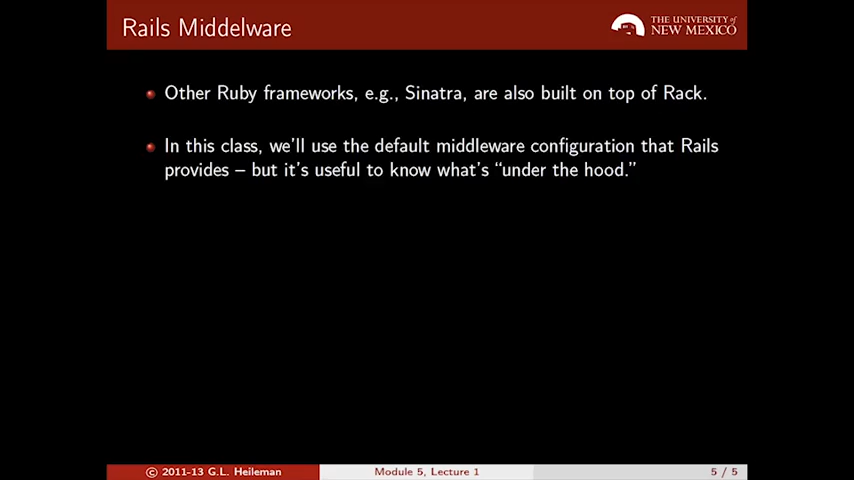 Rails Middelware
THE UNIVERSITY of
NEW MEXICO
Other Ruby frameworks, e.g., Sinatra, are also built on top of Rack.
In this class, we'll use the default middleware configuration that Rails
provides – but it's useful to know what's “under the hood.”
© 2011-13 G.L. Heileman
Module 5, Lecture 1
5 / 5